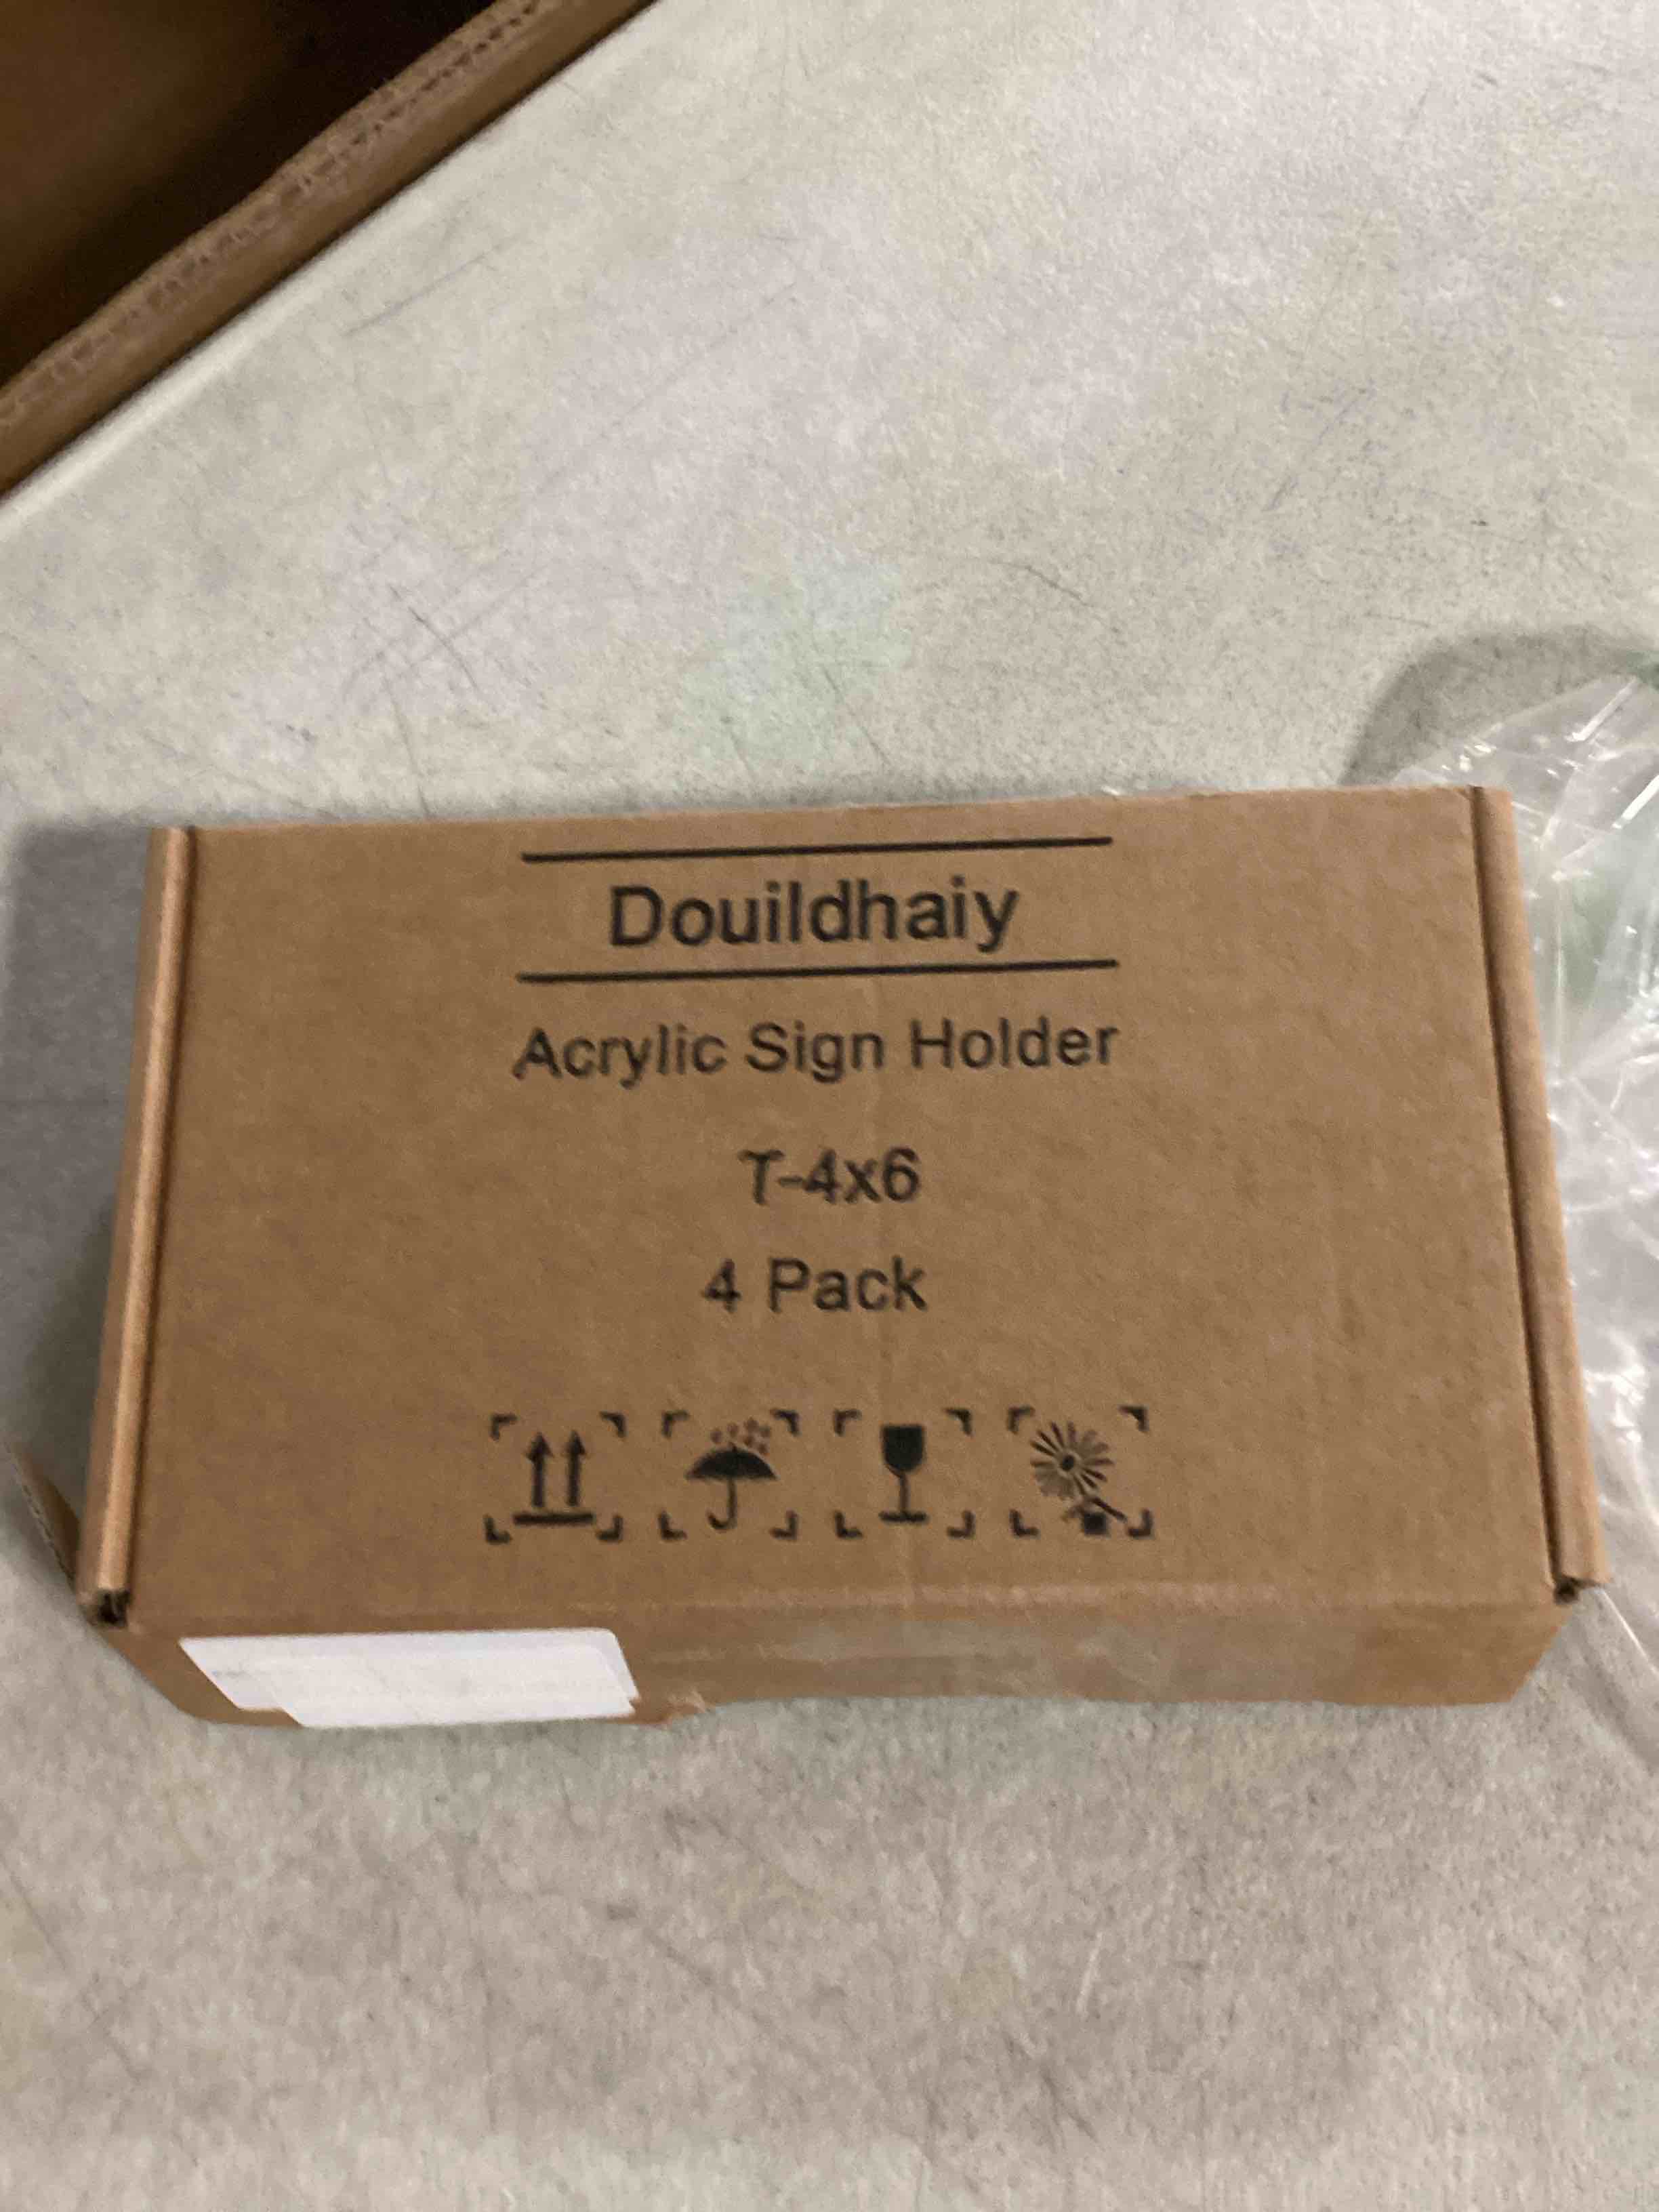 Douildhaiy
Acrylic Sign Holder
T-4x6
4 Pack